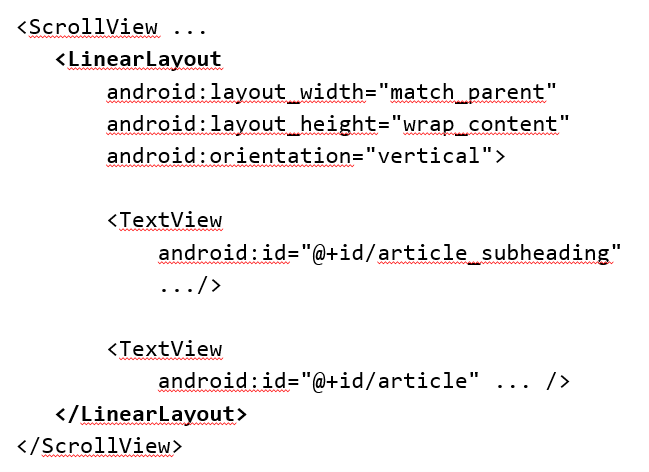 <ScrollView ...
<LinearLayout
android:layout_width="match_parent"
android:layout_height="wrap_content"
android:orientation="vertical">
<TextView
android:id="@+id/article_subheading"
.../>
<TextView
android:id="@+id/article" ... />
</LinearLayout>
</ScrollView>